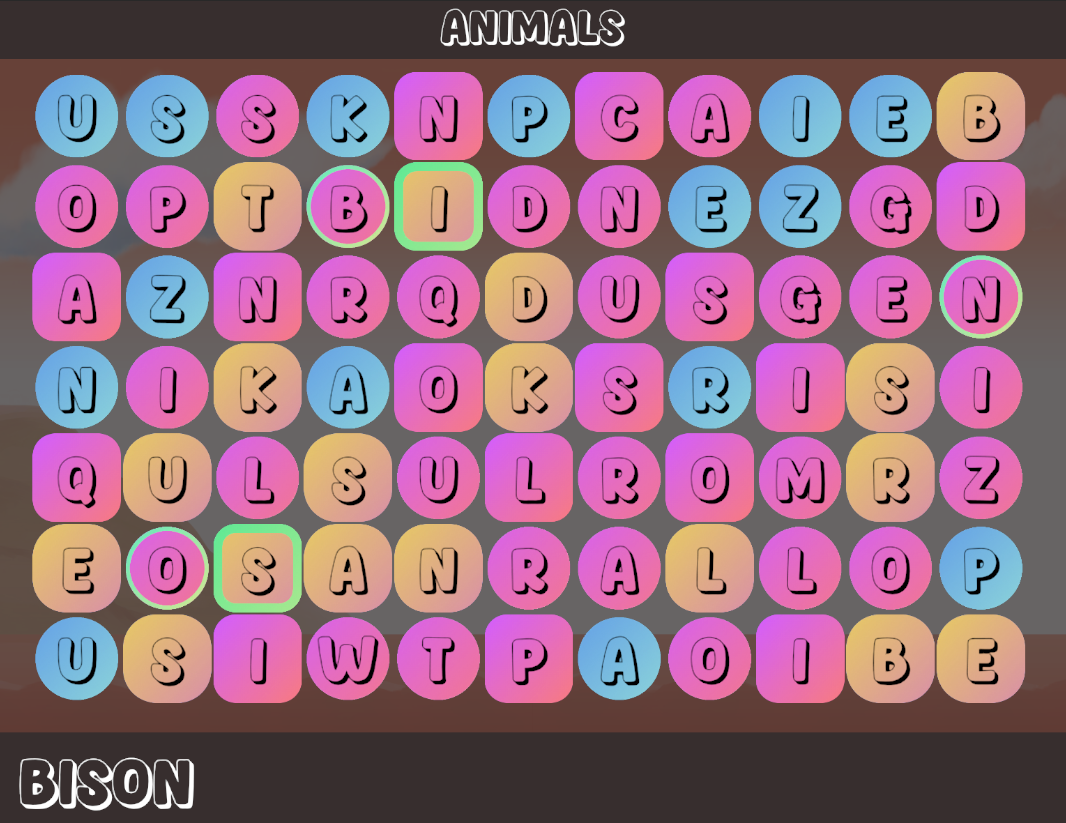 ANIMALS
U S S K N P C A I E B
O P T B I D N E Z G D
A Z N R Q D U S G E N
N I K A O K S R I S I
Q U L S U L R O M R Z
E O S A N R A L L O P
U S I W T P A O I B E
BISON